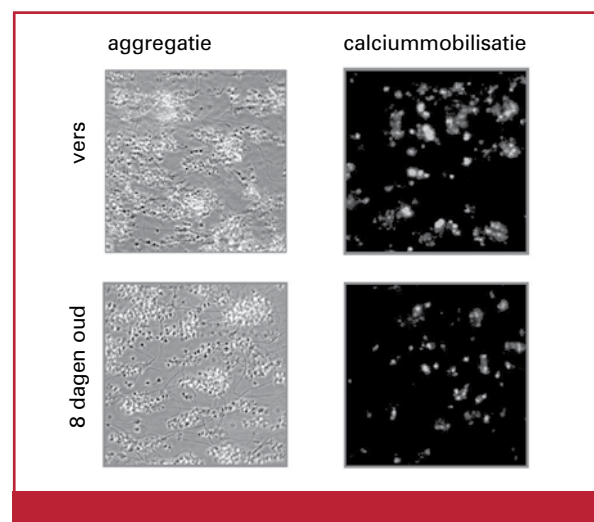 aggregatie
calciummobilisatie
vers
8 dagen oud